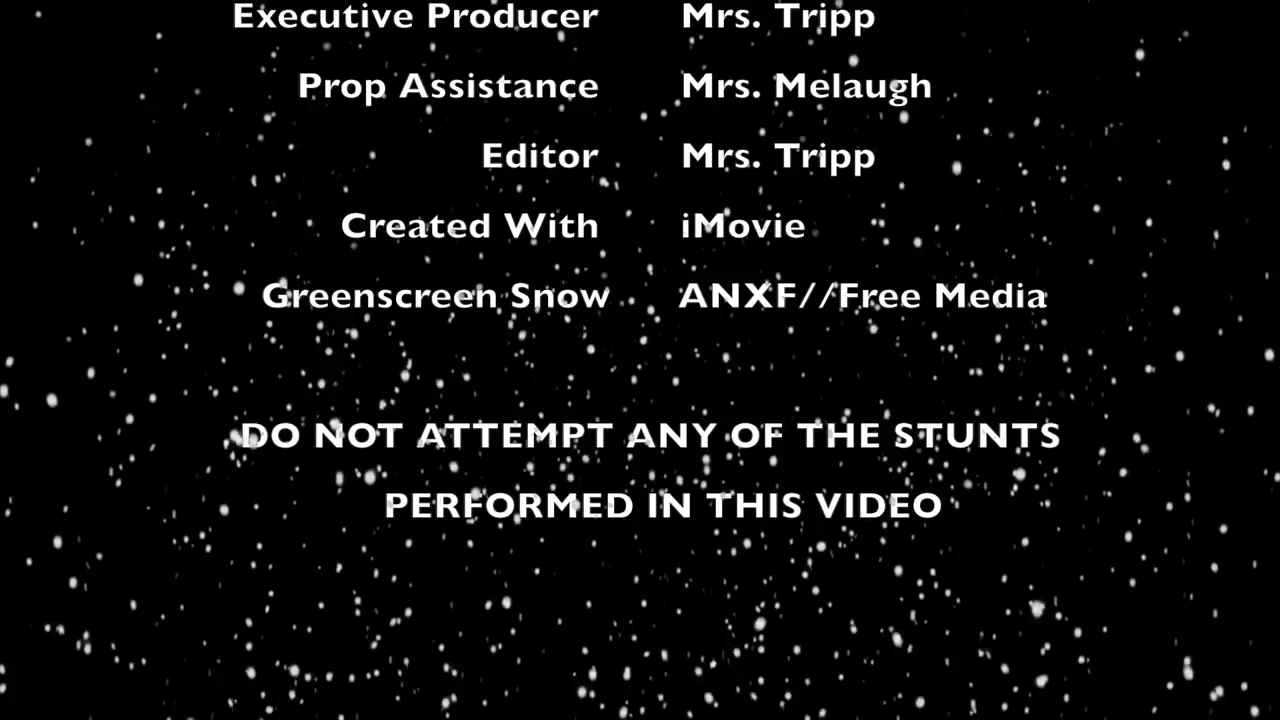 Executive Producer Mrs. Tripp
Prop Assistance Mrs. Melaugh
Editor Mrs. Tripp
Created With iMovie
Greenscreen Snow ANXF//Free Media
DO NOT ATTEMPT ANY OF THE STUNTS
PERFORMED IN THIS VIDEO